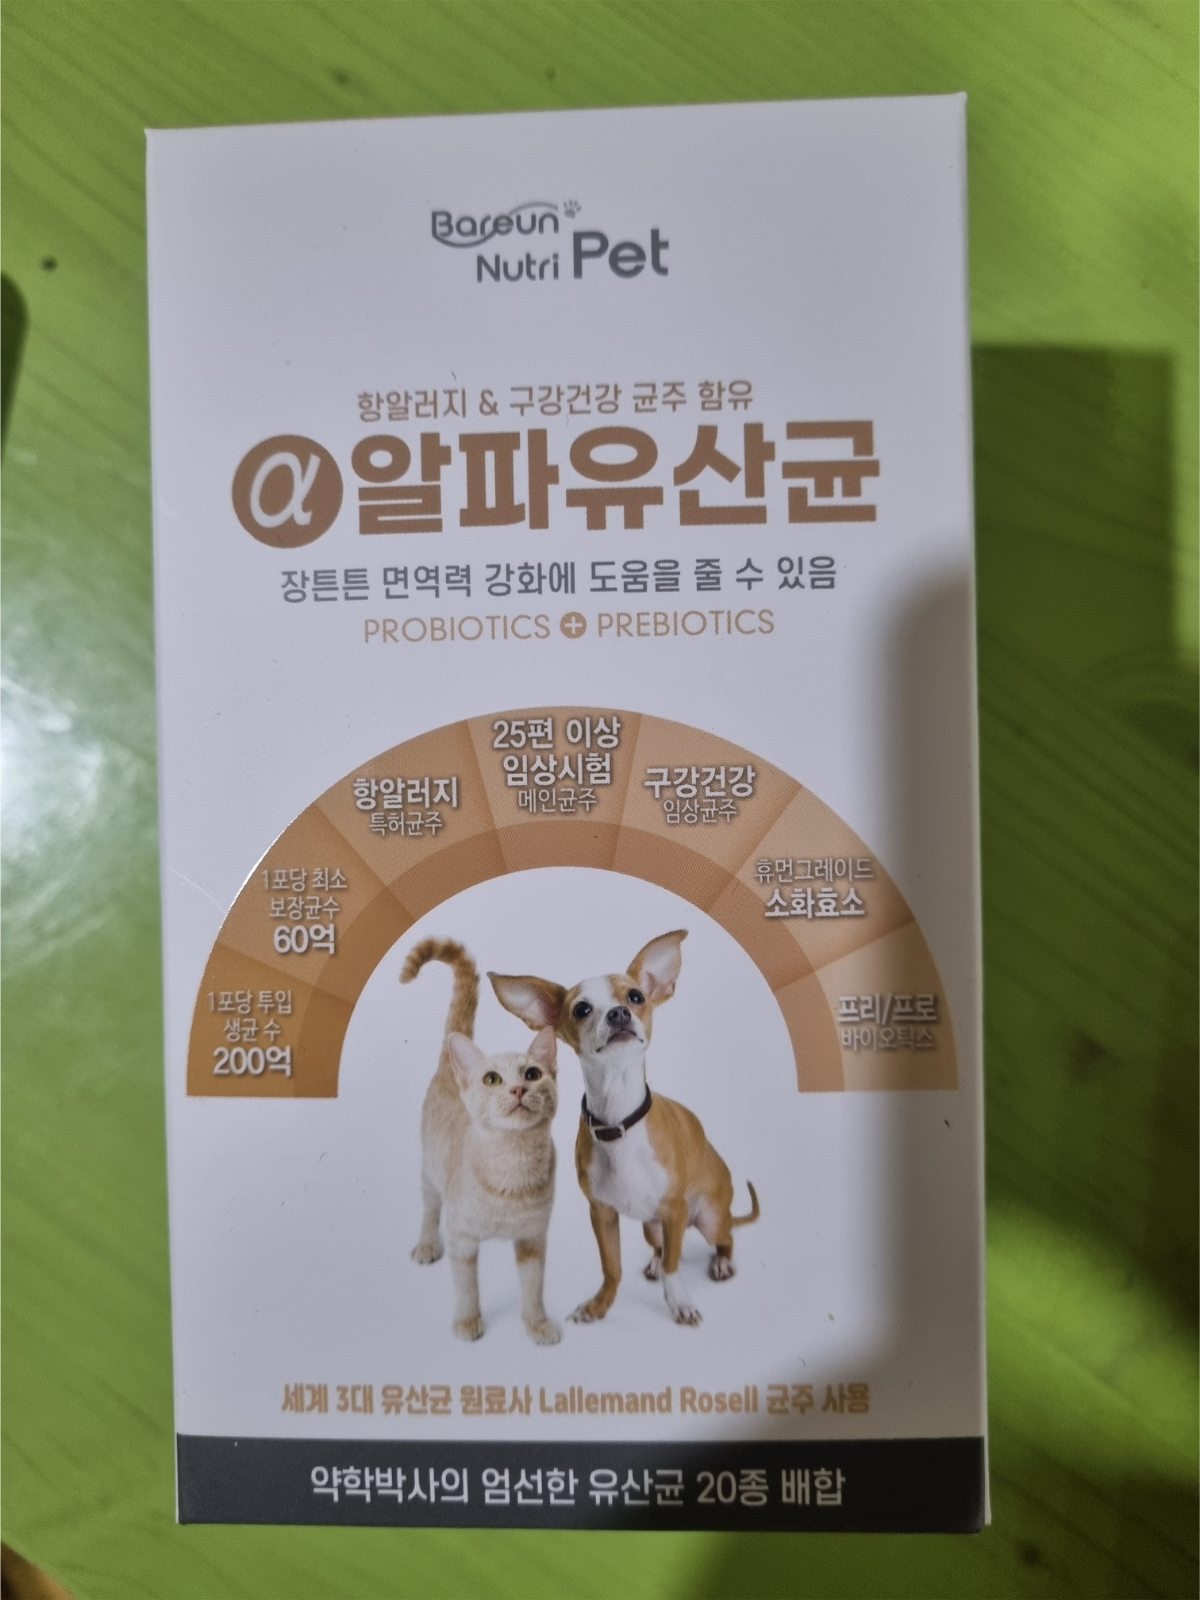 Bareun
Nutri Pet
항알러지 & 구강건강 균주 함유
α알파유산균
장튼튼 면역력 강화에 도움을 줄 수 있음
PROBIOTICS + PREBIOTICS
1포당 투입
생균 수
200억
1포당 최소
보장균수
60억
항알러지
특허균주
25편 이상
임상시험
메인균주
구강건강
임상균주
휴먼그레이드
소화효소
프리/프로
바이오틱스
세계 3대 유산균 원료사 Lallemand Rosell 균주 사용
약학박사의 엄선한 유산균 20종 배합